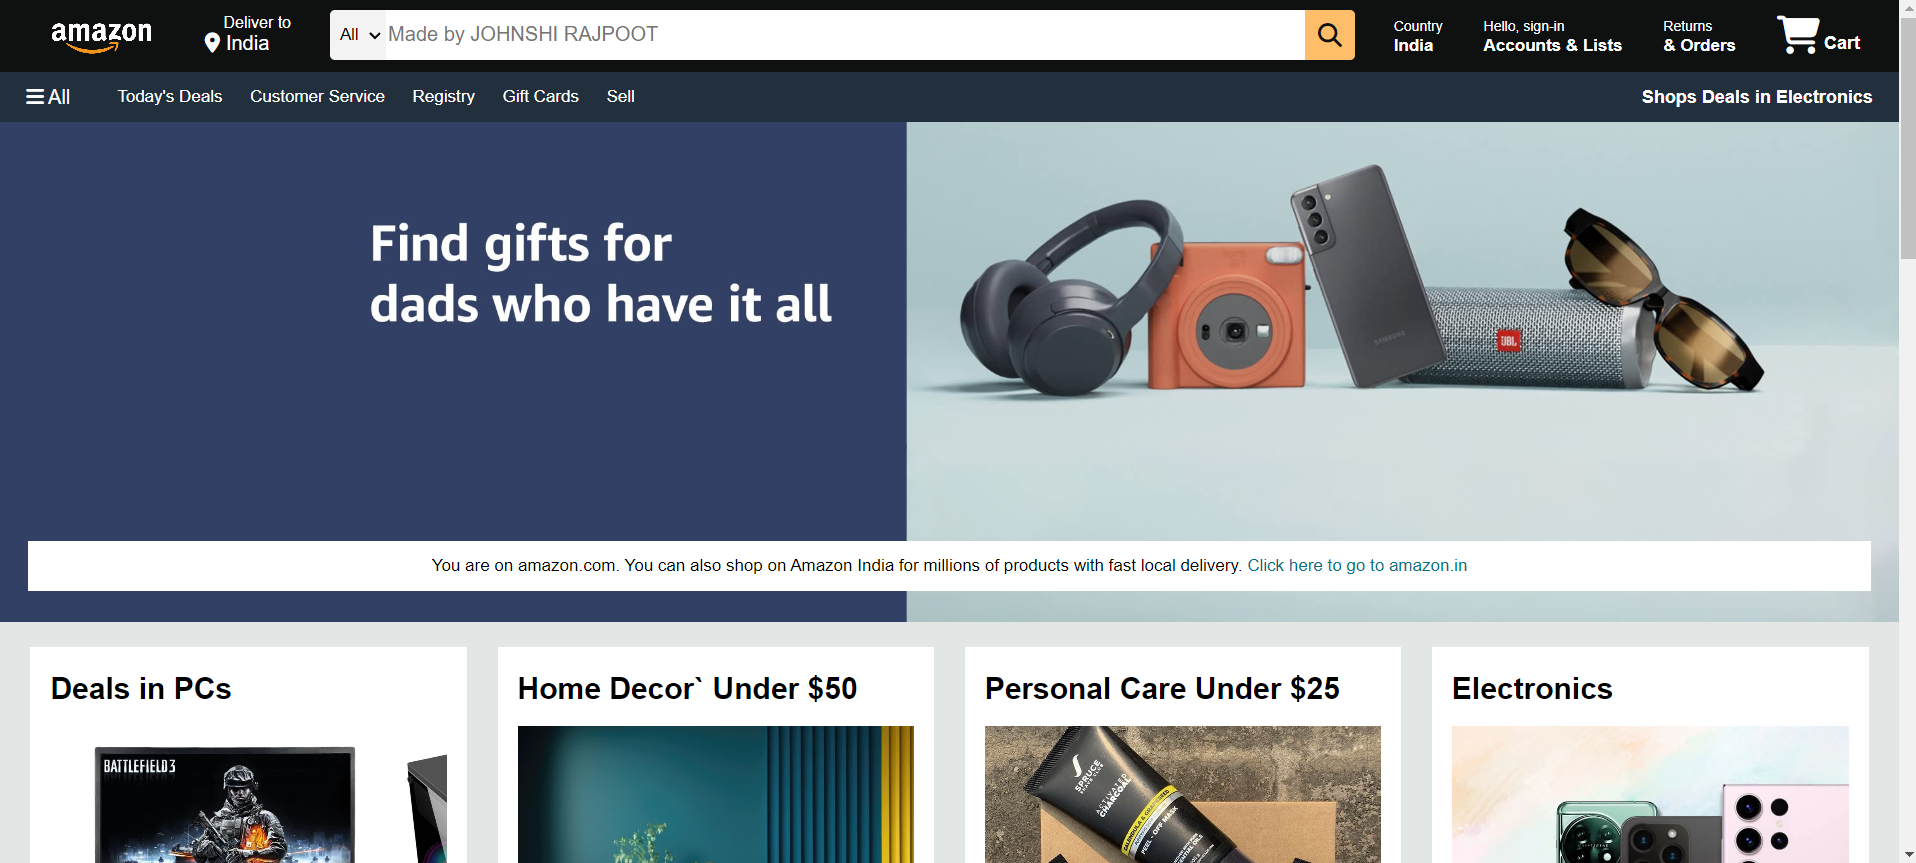 amazon
Deliver to
India
All
Made by JOHNSHI RAJPOOT
Country
India
Hello, sign-in
Accounts & Lists
Returns
& Orders
Cart
All
Today's Deals
Customer Service
Registry
Gift Cards
Sell
Shops Deals in Electronics
Find gifts for
dads who have it all
SAMSUNG
JBL
You are on amazon.com. You can also shop on Amazon India for millions of products with fast local delivery. Click here to go to amazon.in
Deals in PCs
Home Decor` Under $50
Personal Care Under $25
Electronics
BATTLEFIELD 3
SPRUCE
SHAVE CLUB
ACTIVATED
CHARCOAL
PEEL - OFF MASK